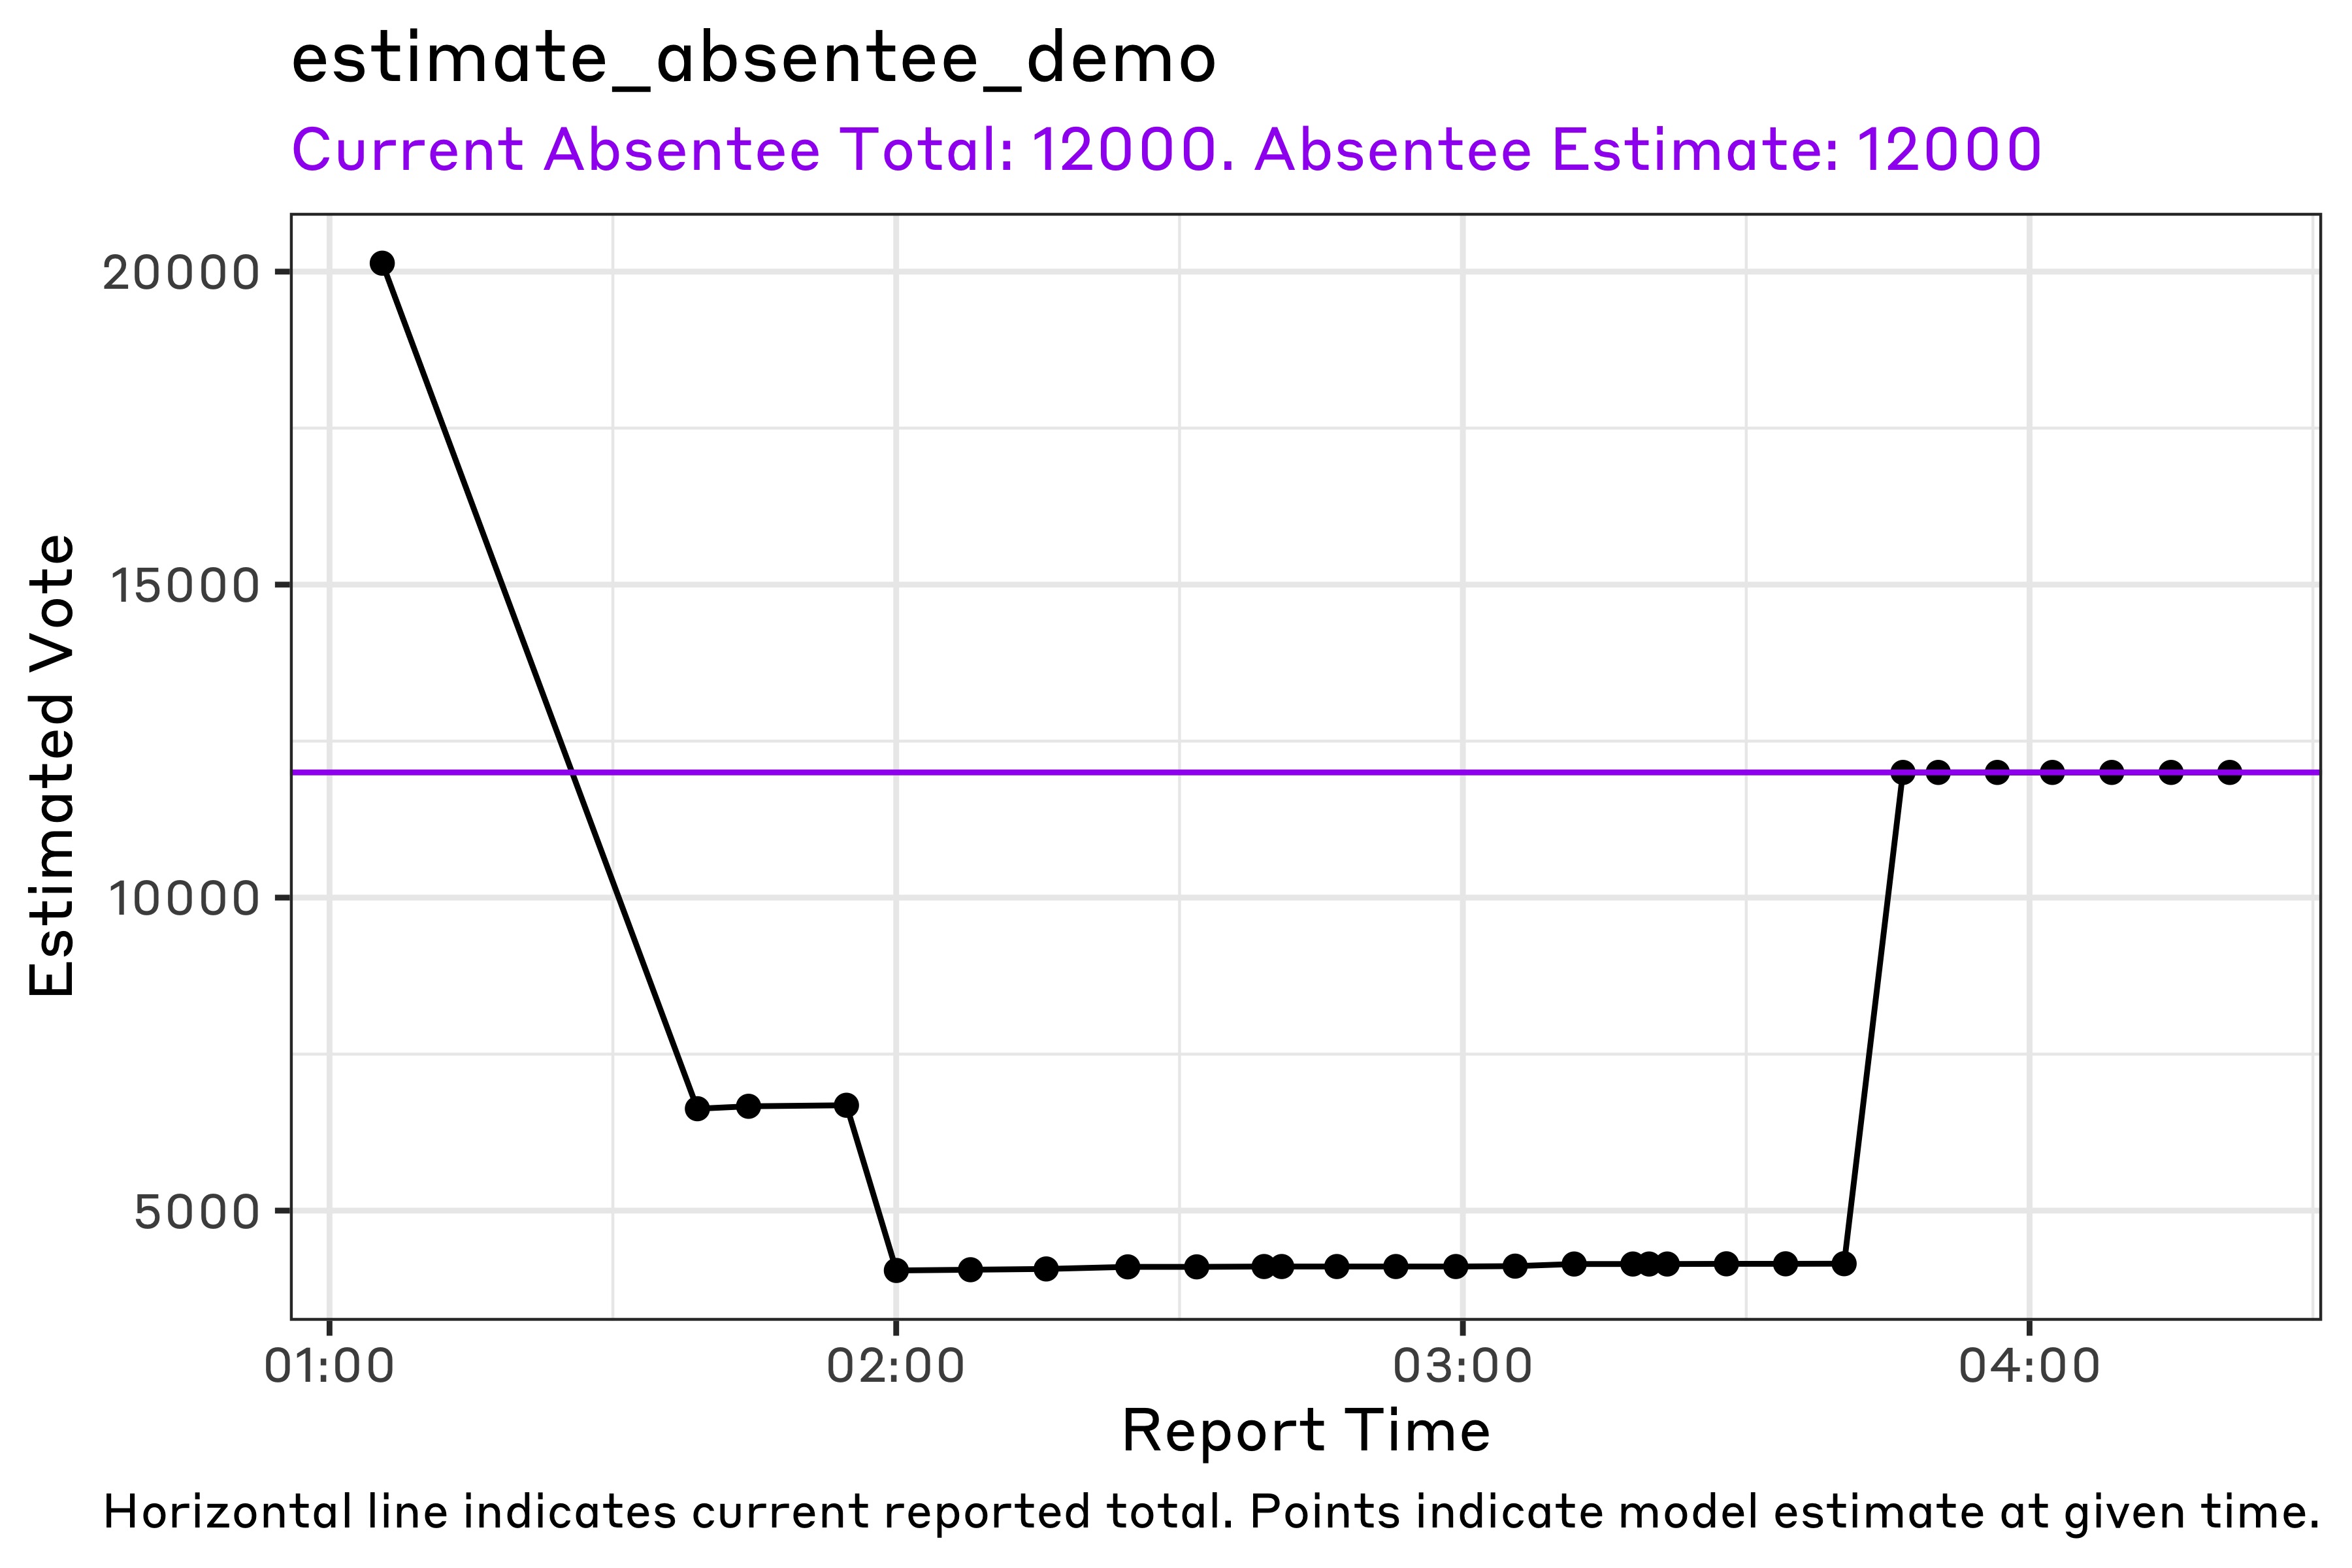 estimate_absentee_demo
Current Absentee Total: 12000. Absentee Estimate: 12000
Estimated Vote
20000
15000
10000
5000
01:00 02:00 03:00 04:00
Report Time
Horizontal line indicates current reported total. Points indicate model estimate at given time.